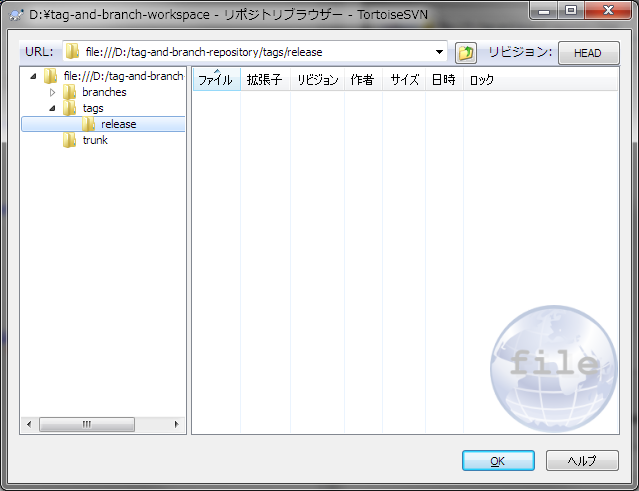 D:¥tag-and-branch-workspace - リポジトリブラウザー - TortoiseSVN
URL: file:///D:/tag-and-branch-repository/tags/release リビジョン: HEAD
file:///D:/tag-and-branch-
branches
tags
release
trunk
ファイル 拡張子 リビジョン 作者 サイズ 日時 ロック
file
OK ヘルプ